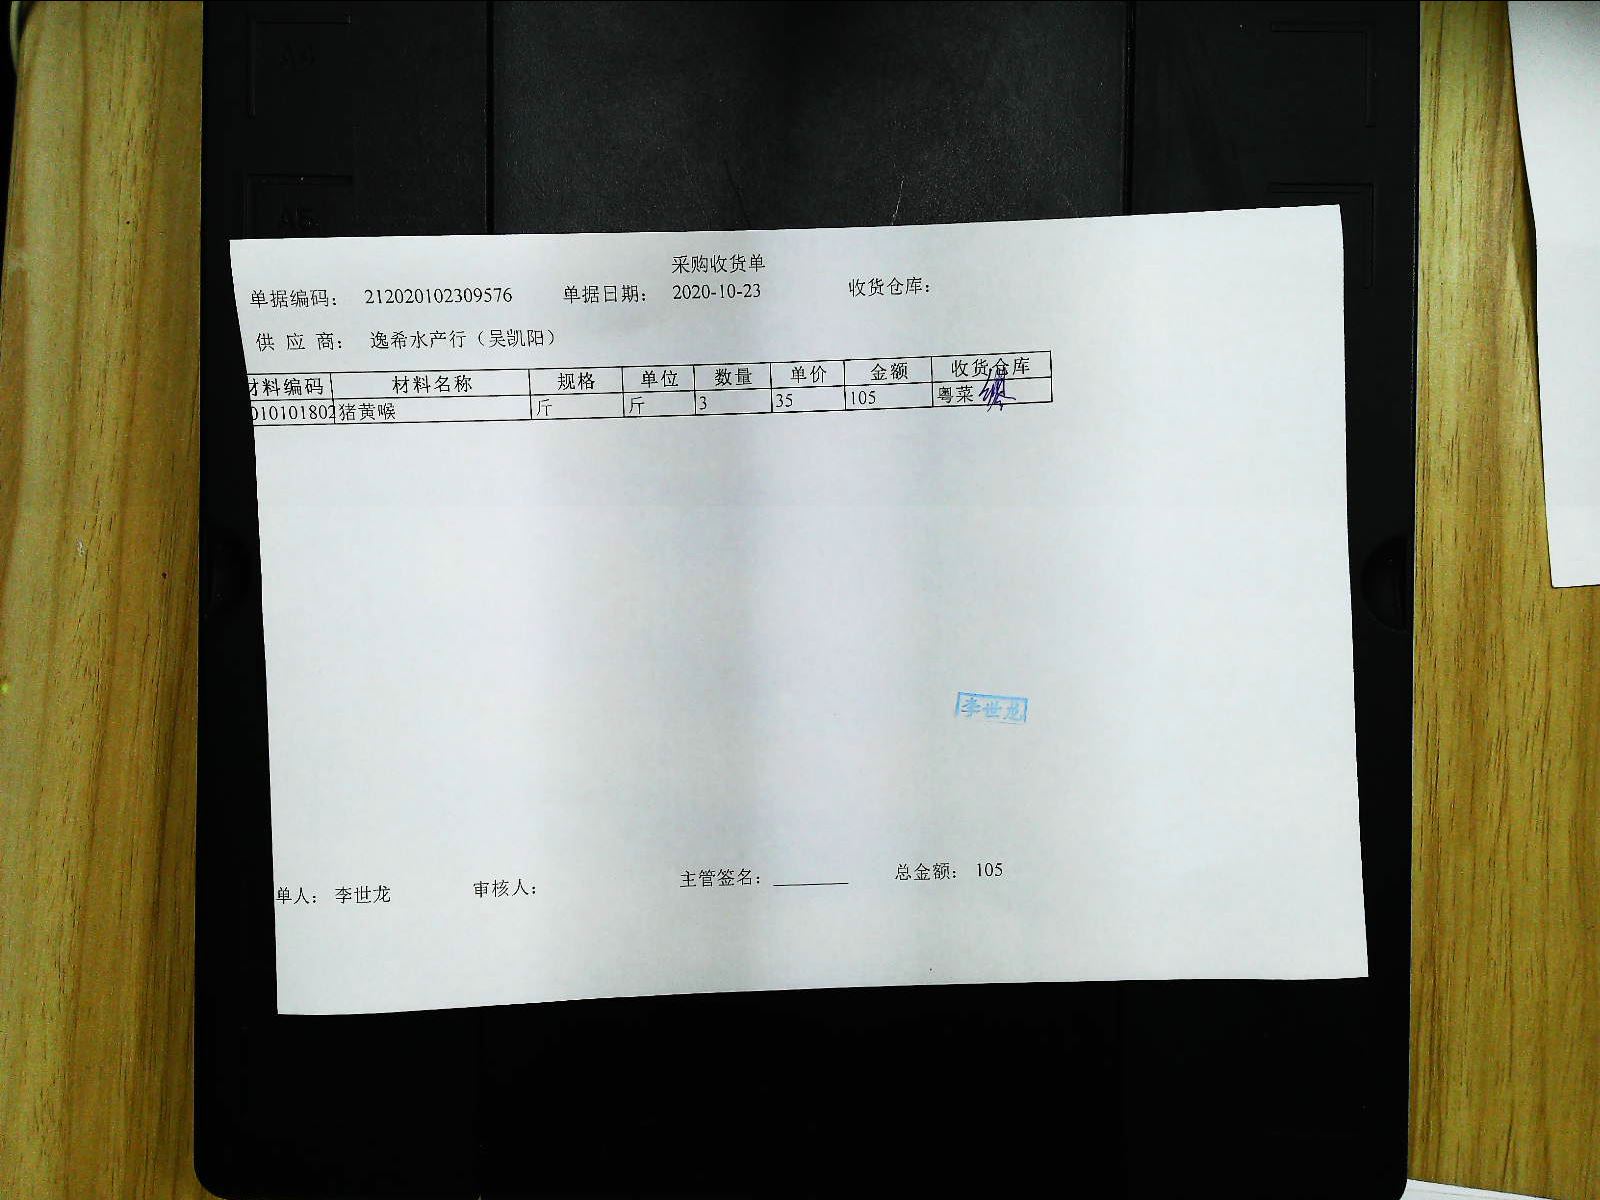 A4
A5
采购收货单
单据编码： 212020102309576 单据日期： 2020-10-23 收货仓库：
供 应 商： 逸希水产行（吴凯阳）
材料编码 材料名称 规格 单位 数量 单价 金额 收货仓库
010101802 猪黄喉 斤 斤 3 35 105 粤菜
李世龙
单人： 李世龙 审核人： 主管签名： ______ 总金额： 105